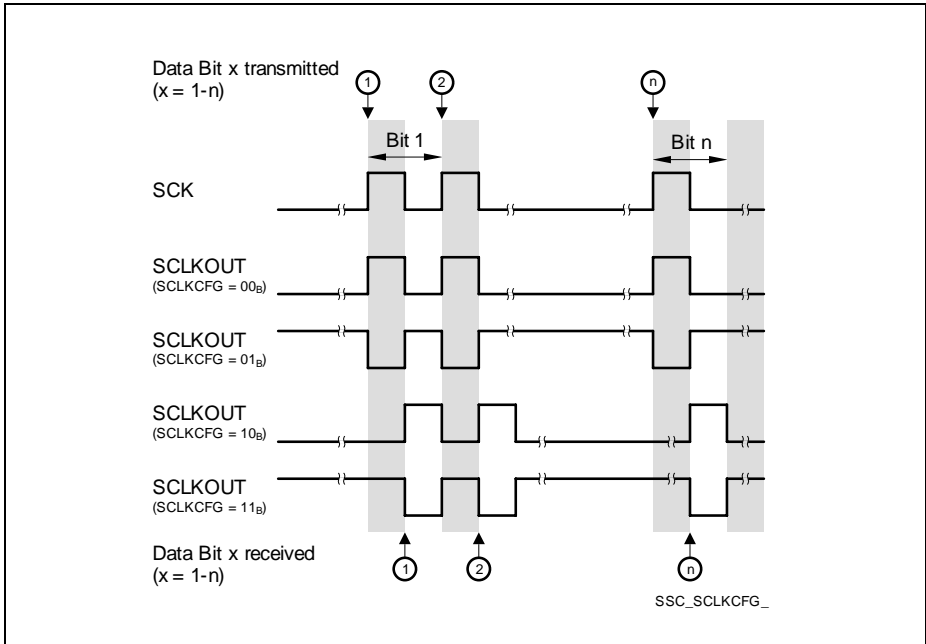 Data Bit x transmitted
(x = 1-n)
1
2
n
Bit 1
Bit n
SCK
SCLKOUT
(SCLKCFG = 00B)
SCLKOUT
(SCLKCFG = 01B)
SCLKOUT
(SCLKCFG = 10B)
SCLKOUT
(SCLKCFG = 11B)
Data Bit x received
(x = 1-n)
1
2
n
SSC_SCLKCFG_